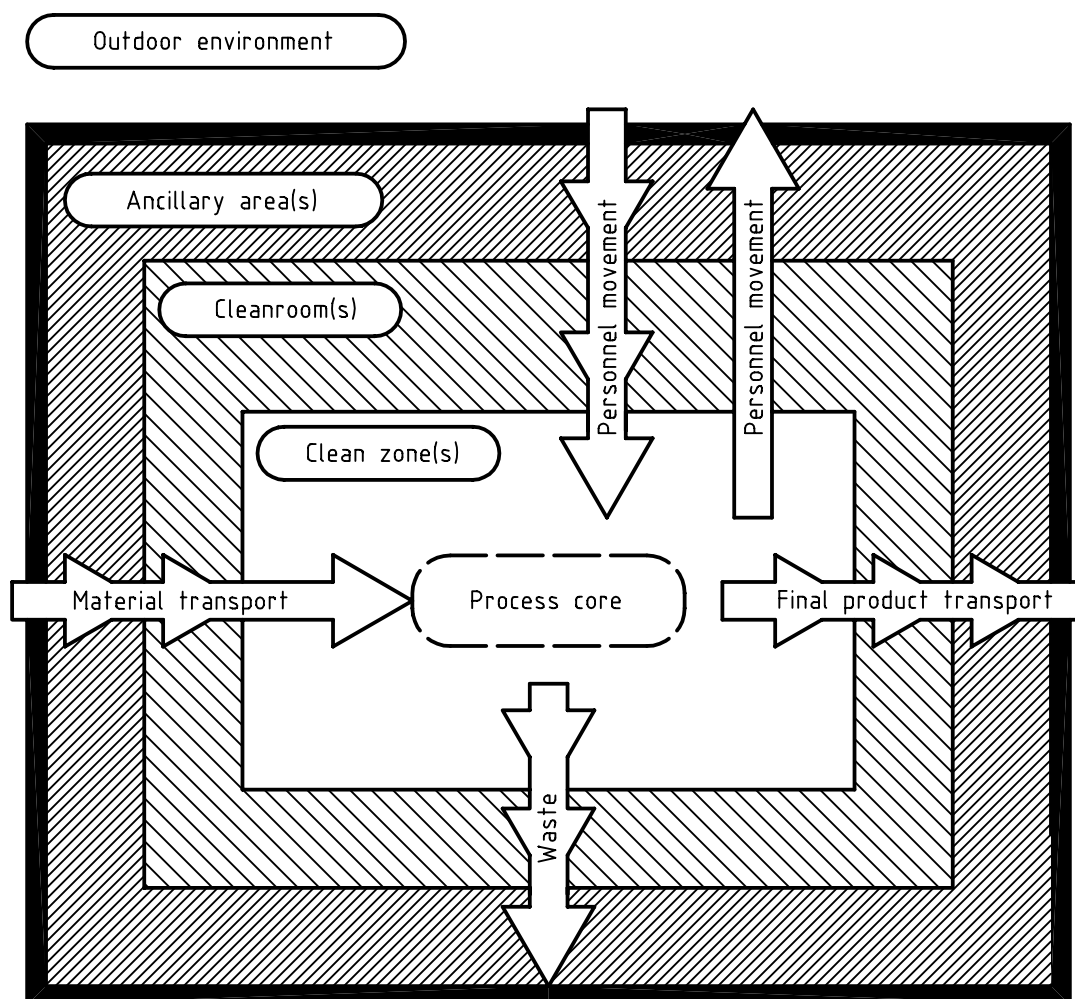 Outdoor environment
Ancillary area(s)
Cleanroom(s)
Personnel movement
Personnel movement
Clean zone(s)
Material transport
Process core
Final product transport
Waste